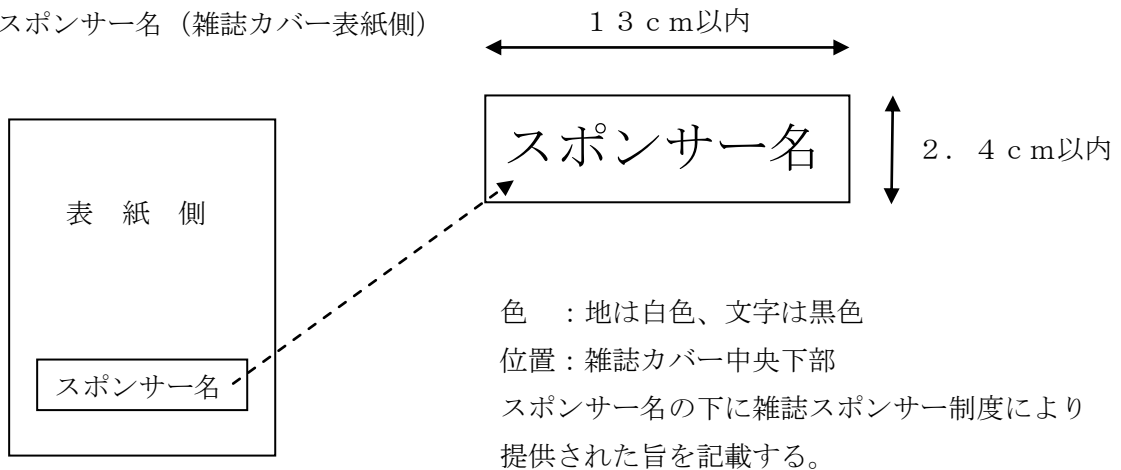 スポンサー名（雑誌カバー表紙側）
１３ｃｍ以内
スポンサー名
２．４ｃｍ以内
表　紙　側
スポンサー名
色　：地は白色、文字は黒色
位置：雑誌カバー中央下部
スポンサー名の下に雑誌スポンサー制度により
提供された旨を記載する。